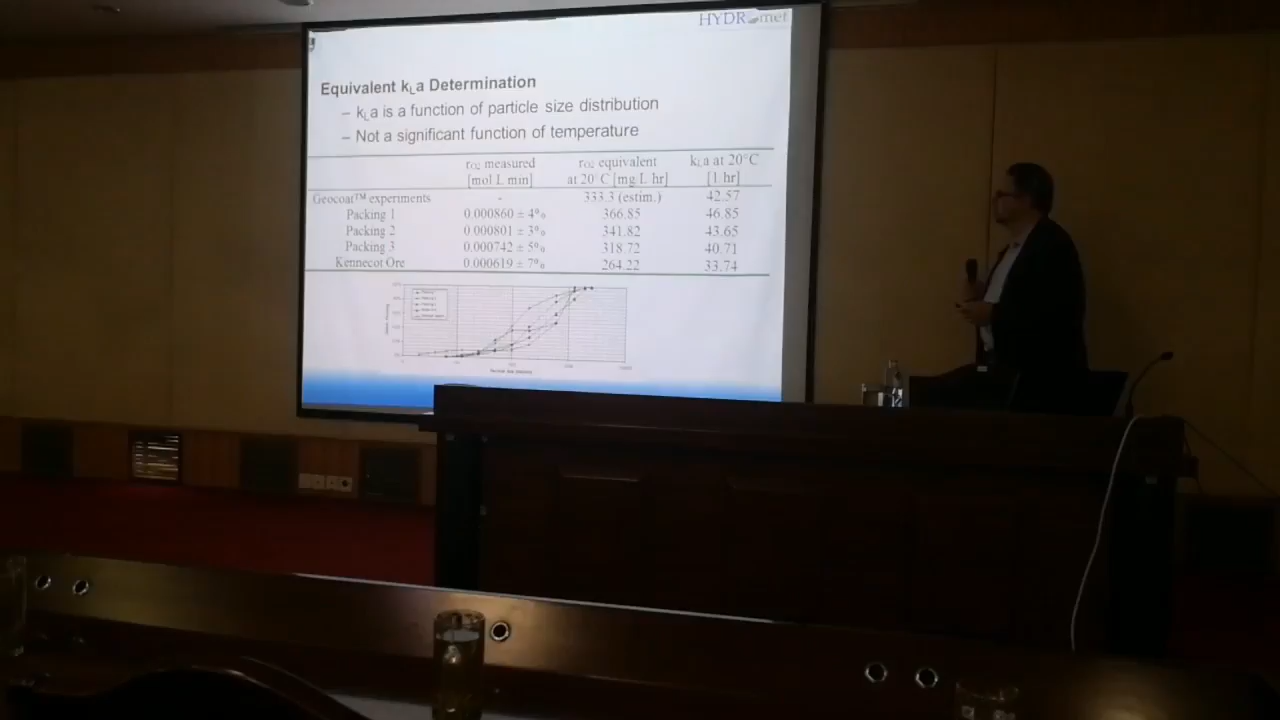 HYDROmet
Equivalent kLa Determination
– kLa is a function of particle size distribution
– Not a significant function of temperature
rO2 measured rO2 equivalent kLa at 20°C
[mol L min] at 20°C [mg L hr] [1 hr]
Geocoat™ experiments - 333.3 (estim.) 42.57
Packing 1 0.000860 ± 4% 366.85 46.85
Packing 2 0.000801 ± 3% 341.82 43.65
Packing 3 0.000742 ± 5% 318.72 40.71
Kennecot Ore 0.000619 ± 7% 264.22 33.74